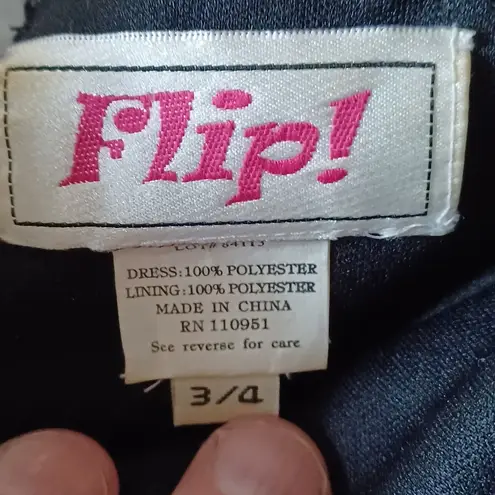 Flip!
DRESS:100% POLYESTER
LINING:100% POLYESTER
MADE IN CHINA
RN 110951
See reverse for care
3/4